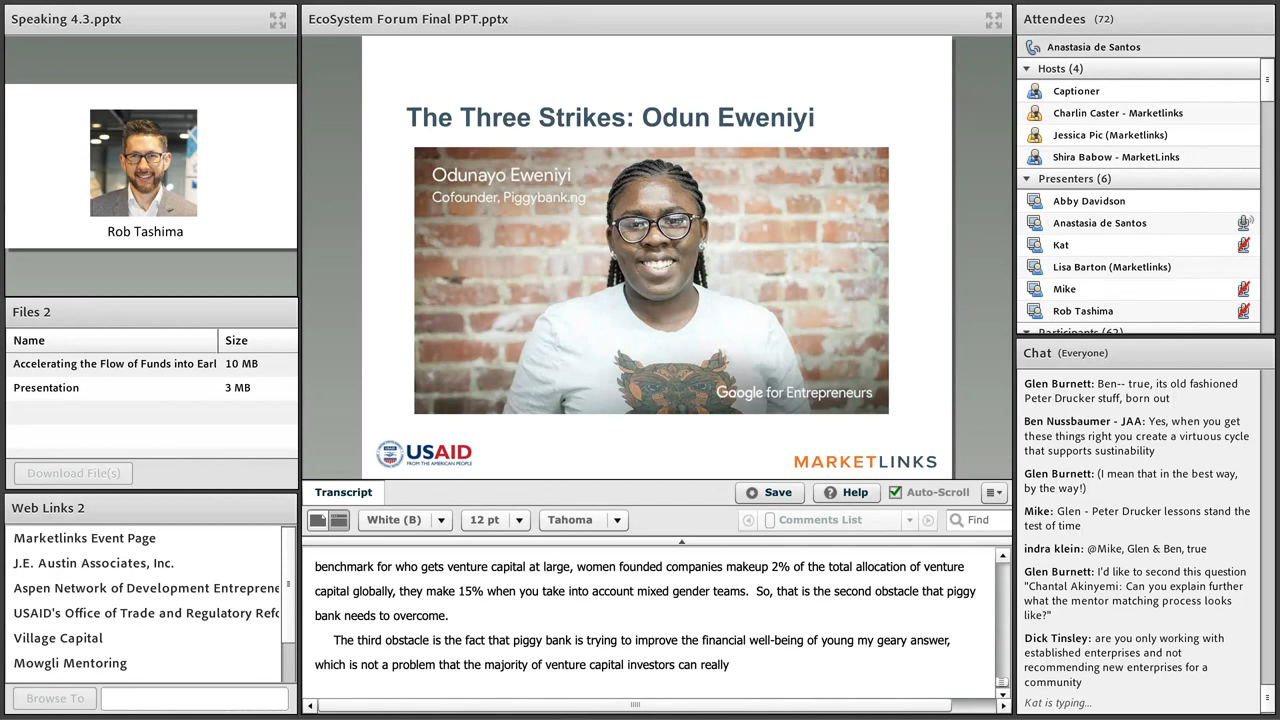 Speaking 4.3.pptx
Rob Tashima
Files 2
Name Size
Accelerating the Flow of Funds into Earl 10 MB
Presentation 3 MB
Download File(s)
Web Links 2
Marketlinks Event Page
J.E. Austin Associates, Inc.
Aspen Network of Development Entreprene
USAID's Office of Trade and Regulatory Refo
Village Capital
Mowgli Mentoring
Browse To
EcoSystem Forum Final PPT.pptx
The Three Strikes: Odun Eweniyi
Odunayo Eweniyi
Cofounder, Piggybank.ng
Google for Entrepreneurs
USAID
FROM THE AMERICAN PEOPLE
MARKETLINKS
Transcript
Save
Help
Auto-Scroll
White (B)
12 pt
Tahoma
Comments List
Find
benchmark for who gets venture capital at large, women founded companies makeup 2% of the total allocation of venture
capital globally, they make 15% when you take into account mixed gender teams. So, that is the second obstacle that piggy
bank needs to overcome.
The third obstacle is the fact that piggy bank is trying to improve the financial well-being of young my geary answer,
which is not a problem that the majority of venture capital investors can really
Attendees (72)
Anastasia de Santos
Hosts (4)
Captioner
Charlin Caster - Marketlinks
Jessica Pic (Marketlinks)
Shira Babow - MarketLinks
Presenters (6)
Abby Davidson
Anastasia de Santos
Kat
Lisa Barton (Marketlinks)
Mike
Rob Tashima
Participants (62)
Chat (Everyone)
Glen Burnett: Ben-- true, its old fashioned
Peter Drucker stuff, born out
Ben Nussbaumer - JAA: Yes, when you get
these things right you create a virtuous cycle
that supports sustinability
Glen Burnett: (I mean that in the best way,
by the way!)
Mike: Glen - Peter Drucker lessons stand the
test of time
indra klein: @Mike, Glen & Ben, true
Glen Burnett: I'd like to second this question
"Chantal Akinyemi: Can you explain further
what the mentor matching process looks
like?"
Dick Tinsley: are you only working with
established enterprises and not
recommending new enterprises for a
community
Kat is typing...